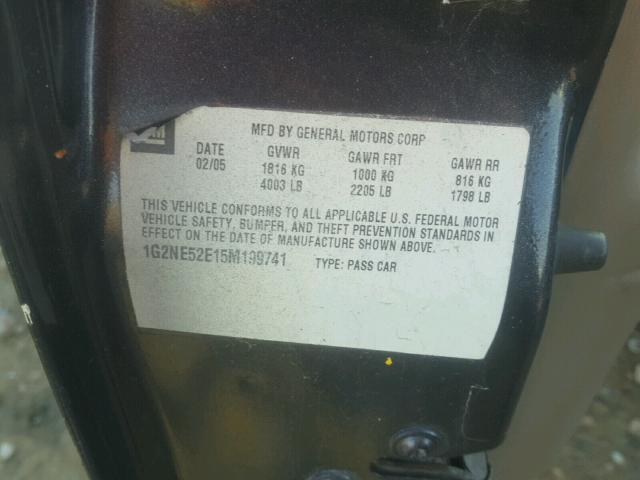 GM
MFD BY GENERAL MOTORS CORP
DATE GVWR GAWR FRT GAWR RR
02/05 1816 KG 1000 KG 816 KG
4003 LB 2205 LB 1798 LB
THIS VEHICLE CONFORMS TO ALL APPLICABLE U.S. FEDERAL MOTOR
VEHICLE SAFETY, BUMPER, AND THEFT PREVENTION STANDARDS IN
EFFECT ON THE DATE OF MANUFACTURE SHOWN ABOVE.
1G2NE52E15M199741 TYPE: PASS CAR